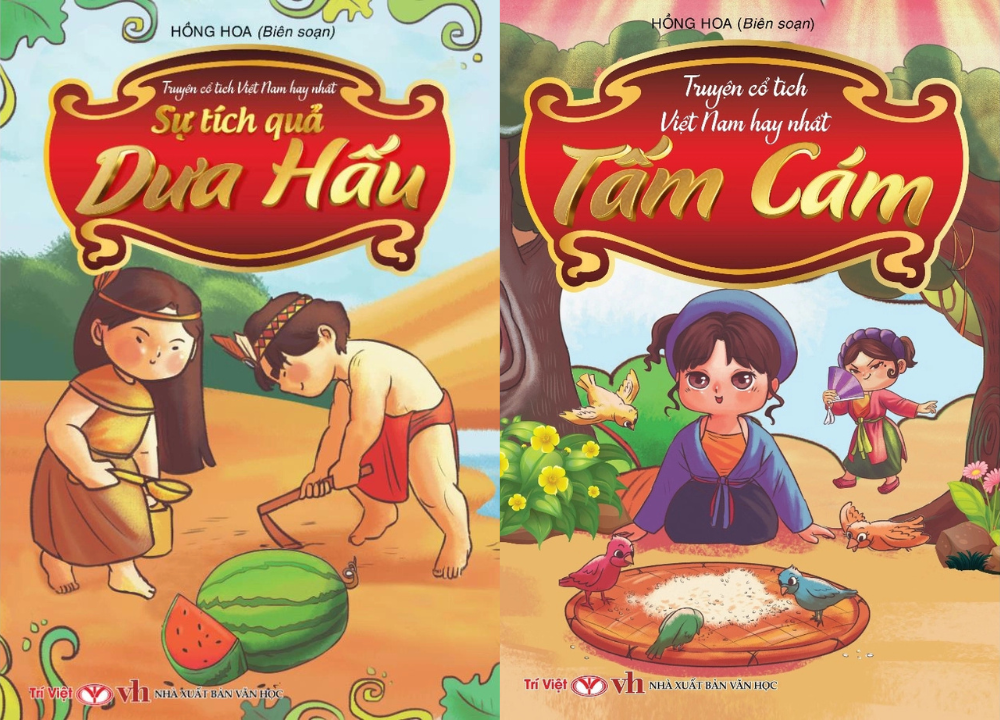 HỒNG HOA (Biên soạn)
Truyện cổ tích Việt Nam hay nhất
Sự tích quả
Dưa Hấu
Trí Việt vh NHÀ XUẤT BẢN VĂN HỌC
HỒNG HOA (Biên soạn)
Truyện cổ tích
Việt Nam hay nhất
Tấm Cám
Trí Việt vh NHÀ XUẤT BẢN VĂN HỌC